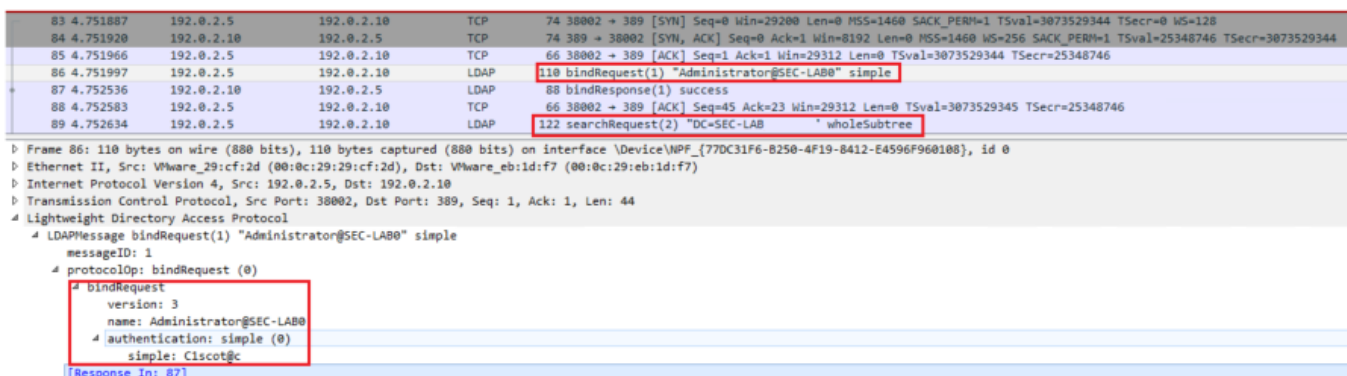 83 4.751887 192.0.2.5 192.0.2.10 TCP 74 38002 → 389 [SYN] Seq=0 Win=29200 Len=0 MSS=1460 SACK_PERM=1 TSval=3073529344 TSecr=0 WS=128
84 4.751920 192.0.2.10 192.0.2.5 TCP 74 389 → 38002 [SYN, ACK] Seq=0 Ack=1 Win=8192 Len=0 MSS=1460 WS=256 SACK_PERM=1 TSval=25348746 TSecr=3073529344
85 4.751966 192.0.2.5 192.0.2.10 TCP 66 38002 → 389 [ACK] Seq=1 Ack=1 Win=29312 Len=0 TSval=3073529344 TSecr=25348746
86 4.751997 192.0.2.5 192.0.2.10 LDAP 110 bindRequest(1) "Administrator@SEC-LAB0" simple
87 4.752536 192.0.2.10 192.0.2.5 LDAP 88 bindResponse(1) success
88 4.752583 192.0.2.5 192.0.2.10 TCP 66 38002 → 389 [ACK] Seq=45 Ack=23 Win=29312 Len=0 TSval=3073529345 TSecr=25348746
89 4.752634 192.0.2.5 192.0.2.10 LDAP 122 searchRequest(2) "DC=SEC-LAB ' wholeSubtree
Frame 86: 110 bytes on wire (880 bits), 110 bytes captured (880 bits) on interface \Device\NPF_{77DC31F6-B250-4F19-8412-E4596F960108}, id 0
Ethernet II, Src: VMware_29:cf:2d (00:0c:29:29:cf:2d), Dst: VMware_eb:1d:f7 (00:0c:29:eb:1d:f7)
Internet Protocol Version 4, Src: 192.0.2.5, Dst: 192.0.2.10
Transmission Control Protocol, Src Port: 38002, Dst Port: 389, Seq: 1, Ack: 1, Len: 44
Lightweight Directory Access Protocol
LDAPMessage bindRequest(1) "Administrator@SEC-LAB0" simple
messageID: 1
protocolOp: bindRequest (0)
bindRequest
version: 3
name: Administrator@SEC-LAB0
authentication: simple (0)
simple: C1scot@c
[Response In: 87]